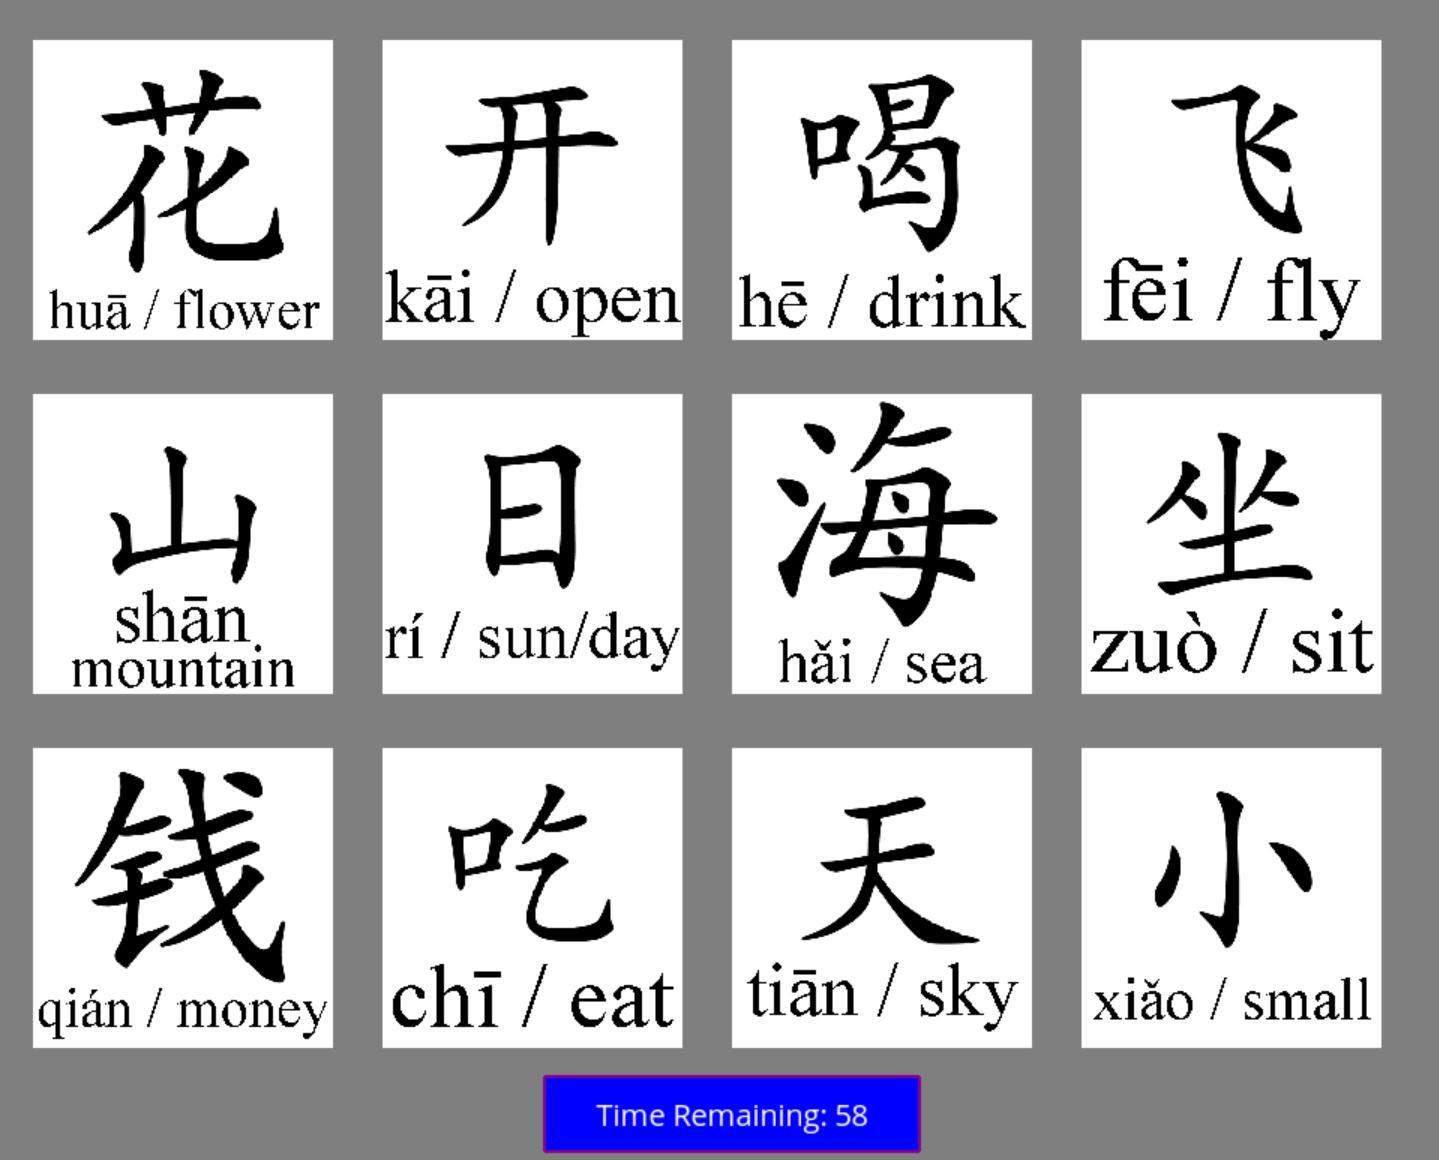 花
huā / flower
开
kāi / open
喝
hē / drink
飞
fēi / fly
山
shān
mountain
日
rí / sun/day
海
hǎi / sea
坐
zuò / sit
钱
qián / money
吃
chī / eat
天
tiān / sky
小
xiǎo / small
Time Remaining: 58